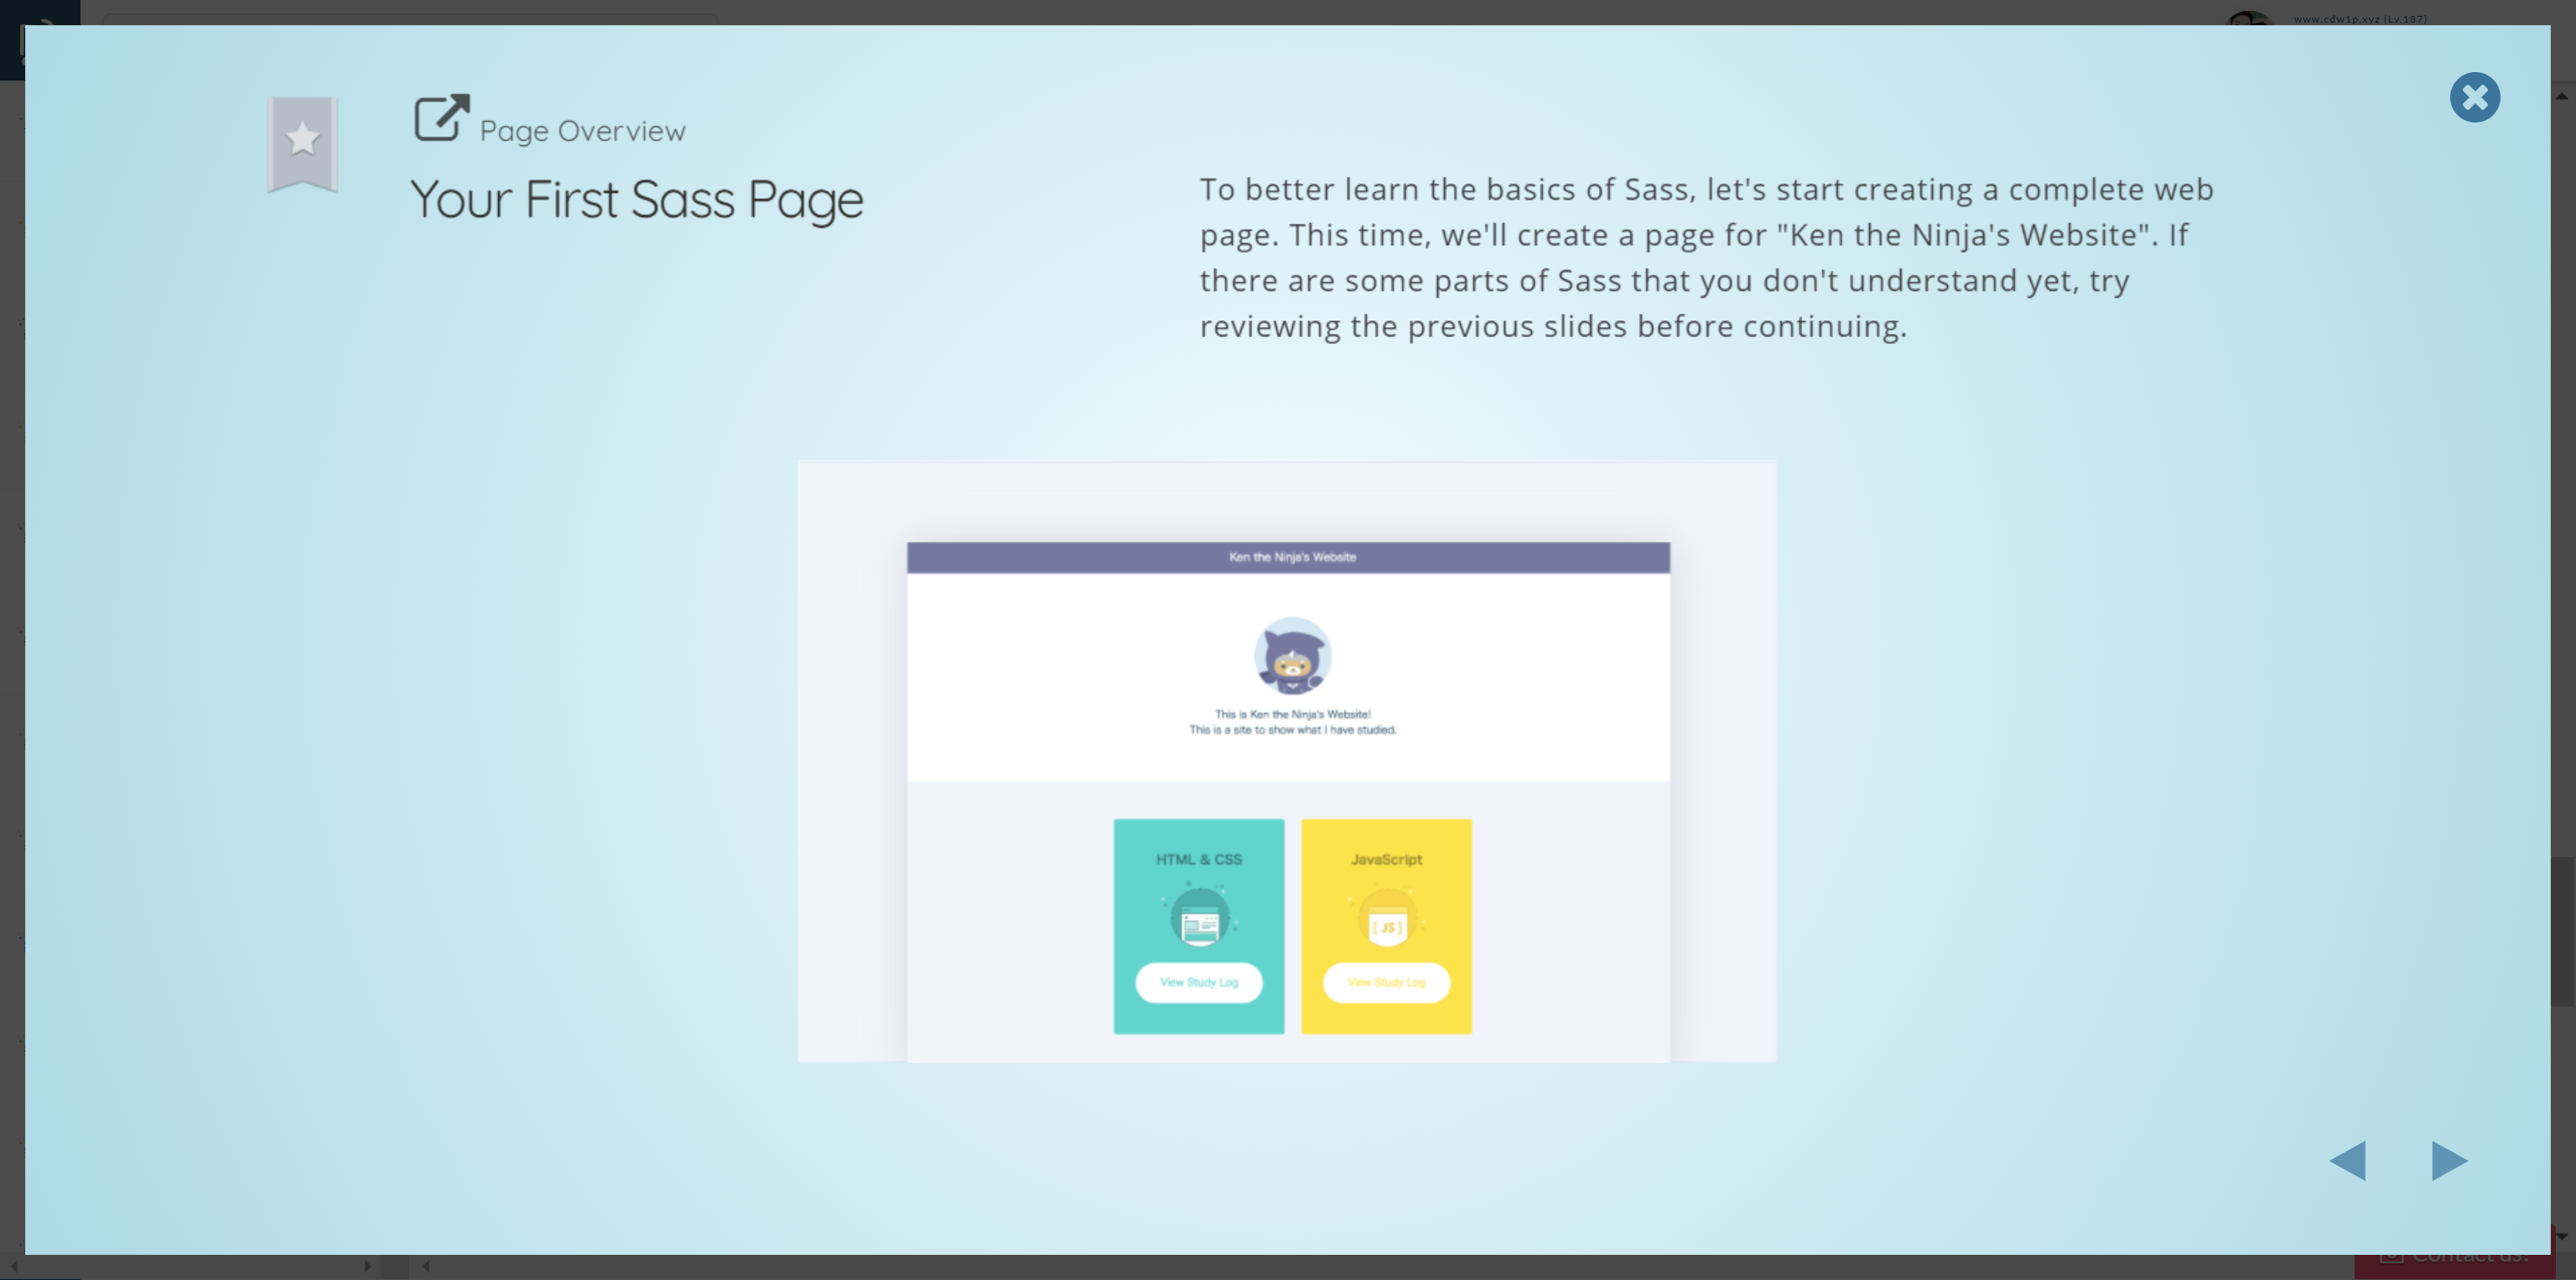 www.cdw1p.xyz (Lv.187)
Page Overview
Your First Sass Page
To better learn the basics of Sass, let's start creating a complete web
page. This time, we'll create a page for "Ken the Ninja's Website". If
there are some parts of Sass that you don't understand yet, try
reviewing the previous slides before continuing.
Ken the Ninja's Website
This is Ken the Ninja's Website!
This is a site to show what I have studied.
HTML & CSS
JavaScript
{ JS }
View Study Log
View Study Log
Contact us!